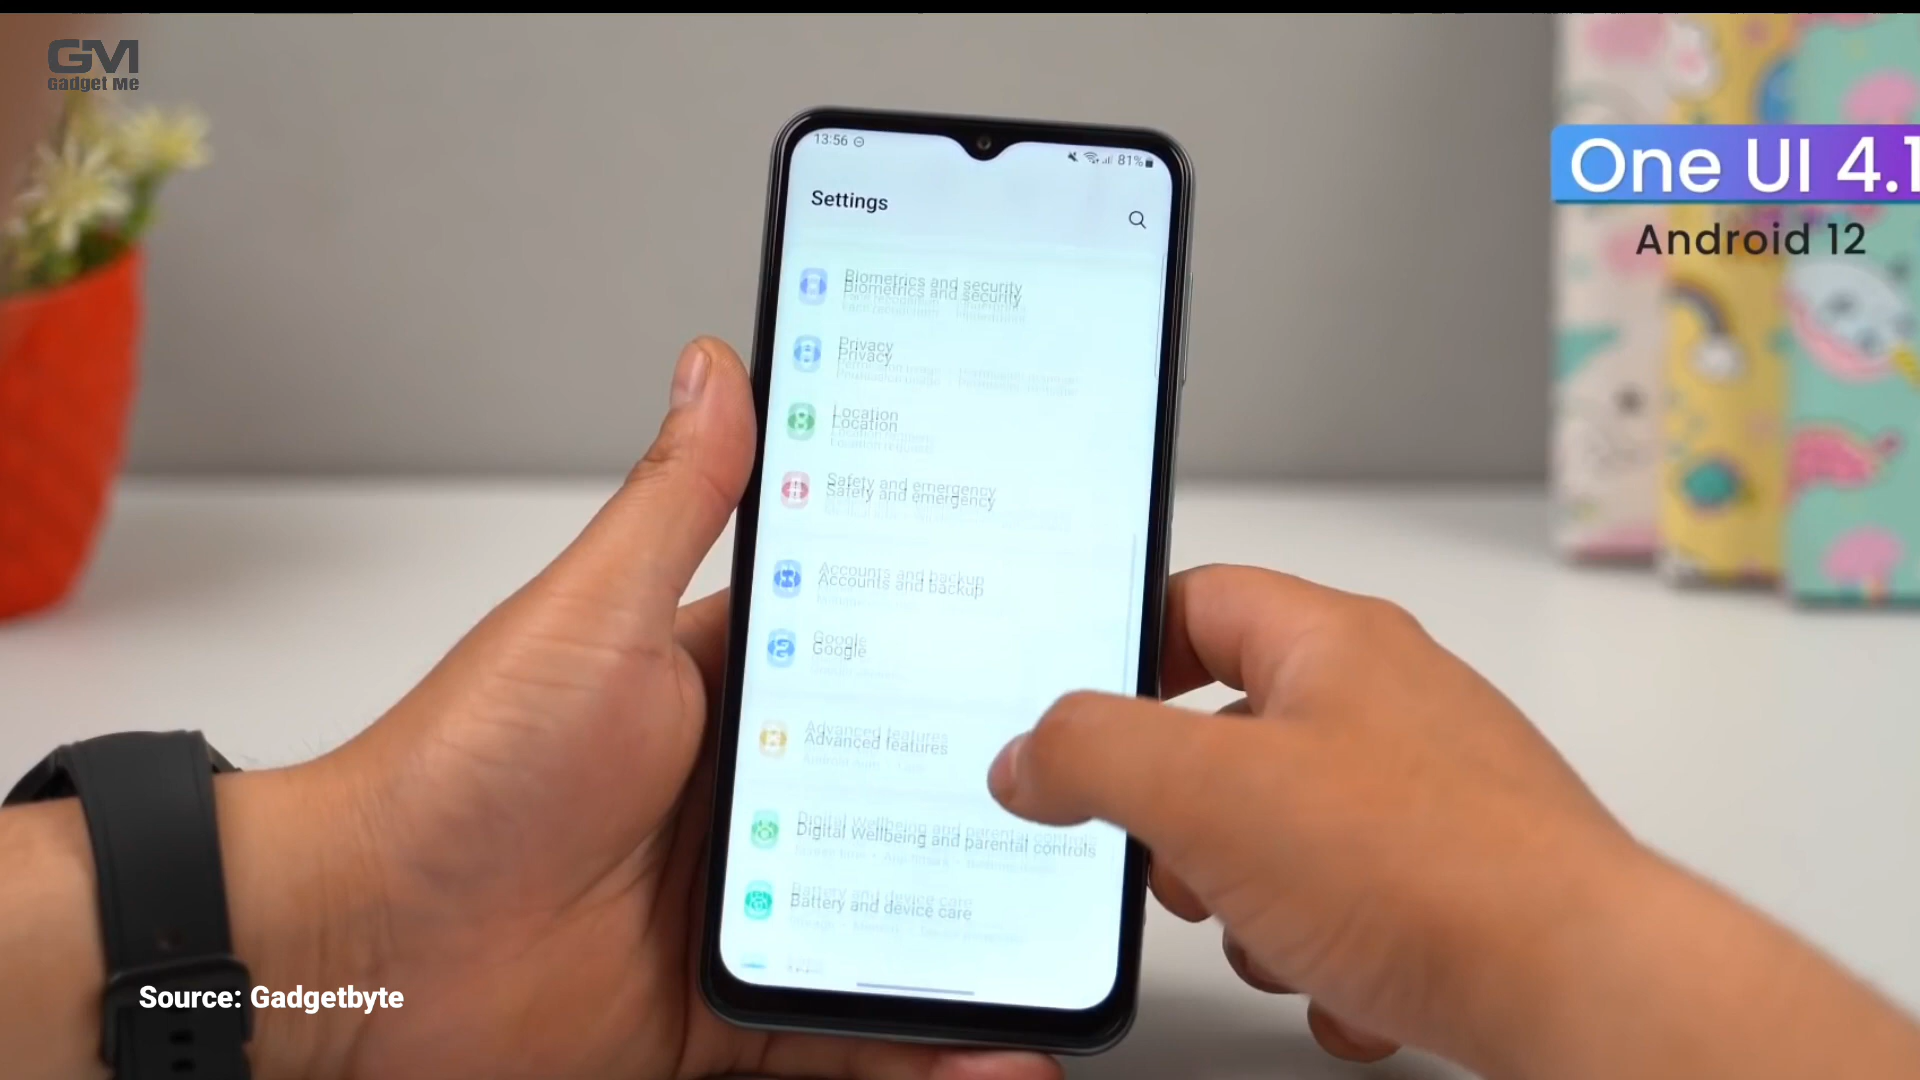 GM
Gadget Me
13:56
81%
Settings
One UI 4.1
Android 12
Biometrics and security
Privacy
Location
Safety and emergency
Accounts and backup
Google
Advanced features
Digital Wellbeing and parental controls
Battery and device care
Source: Gadgetbyte